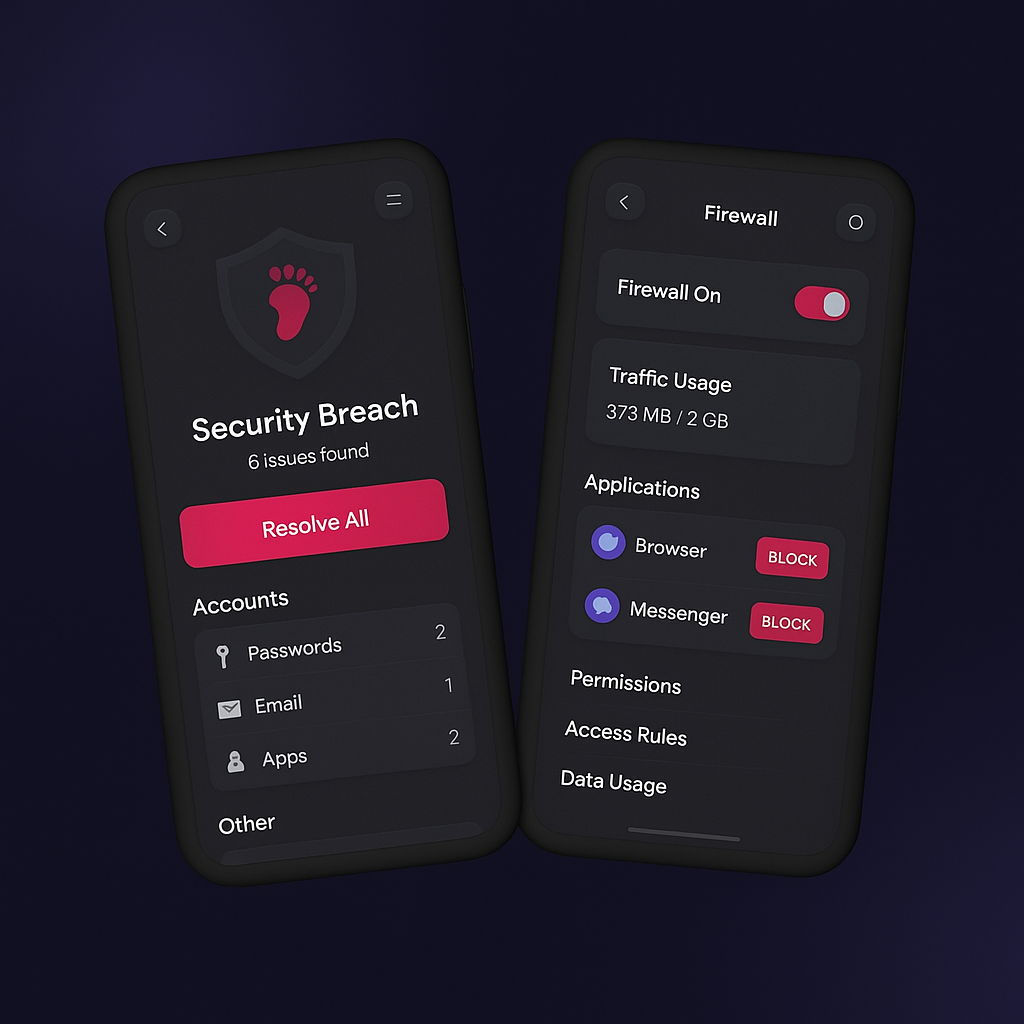 Security Breach
6 issues found
Resolve All
Accounts
Passwords 2
Email 1
Apps 2
Other
Firewall
Firewall On
Traffic Usage
373 MB / 2 GB
Applications
Browser BLOCK
Messenger BLOCK
Permissions
Access Rules
Data Usage